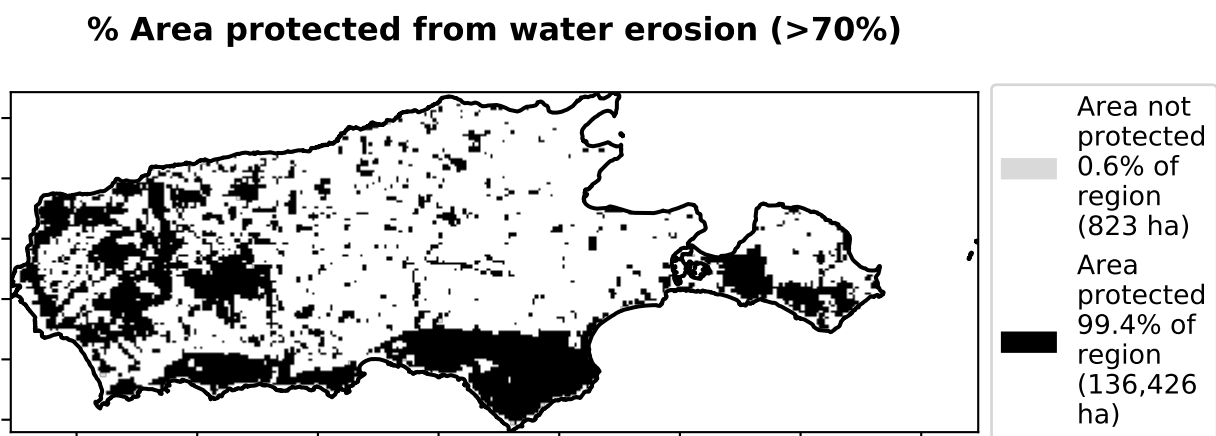 % Area protected from water erosion (>70%)
Area not
protected
0.6% of
region
(823 ha)
Area
protected
99.4% of
region
(136,426
ha)